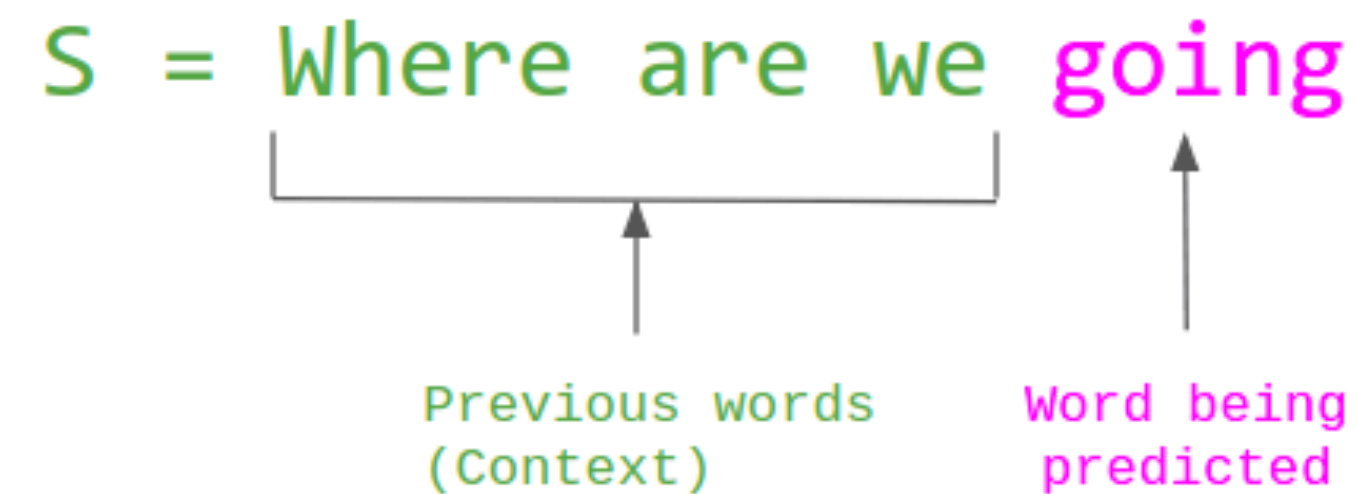 S = Where are we going
Previous words
(Context)
Word being
predicted